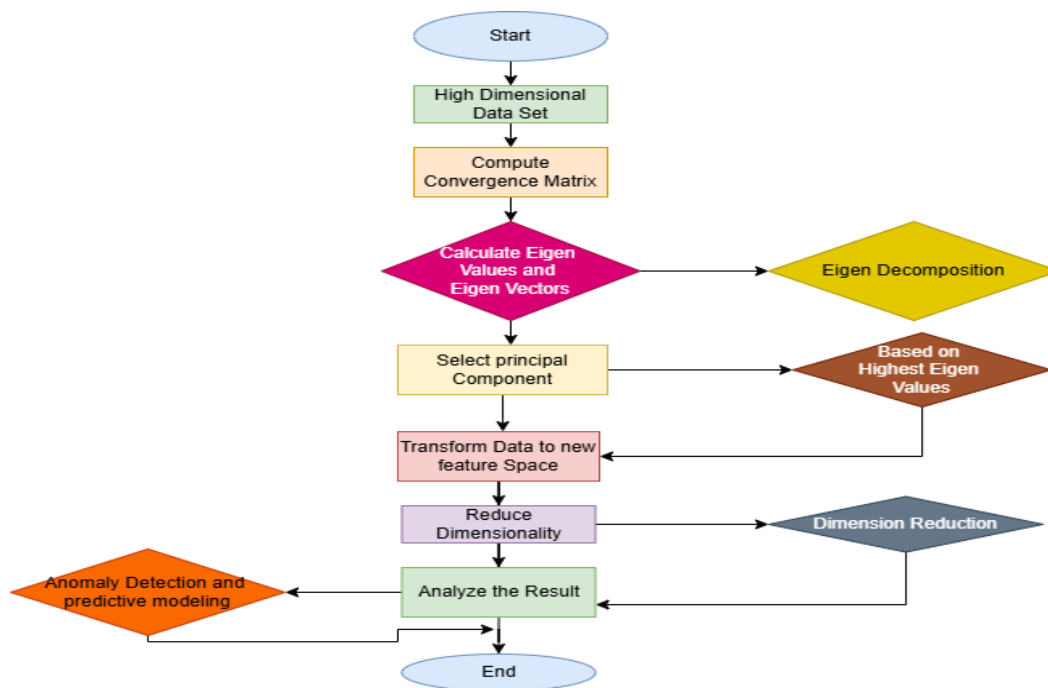 Start
High Dimensional
Data Set
Compute
Convergence Matrix
Calculate Eigen
Values and
Eigen Vectors
Eigen Decomposition
Select principal
Component
Based on
Highest Eigen
Values
Transform Data to new
feature Space
Reduce
Dimensionality
Dimension Reduction
Anomaly Detection and
predictive modeling
Analyze the Result
End